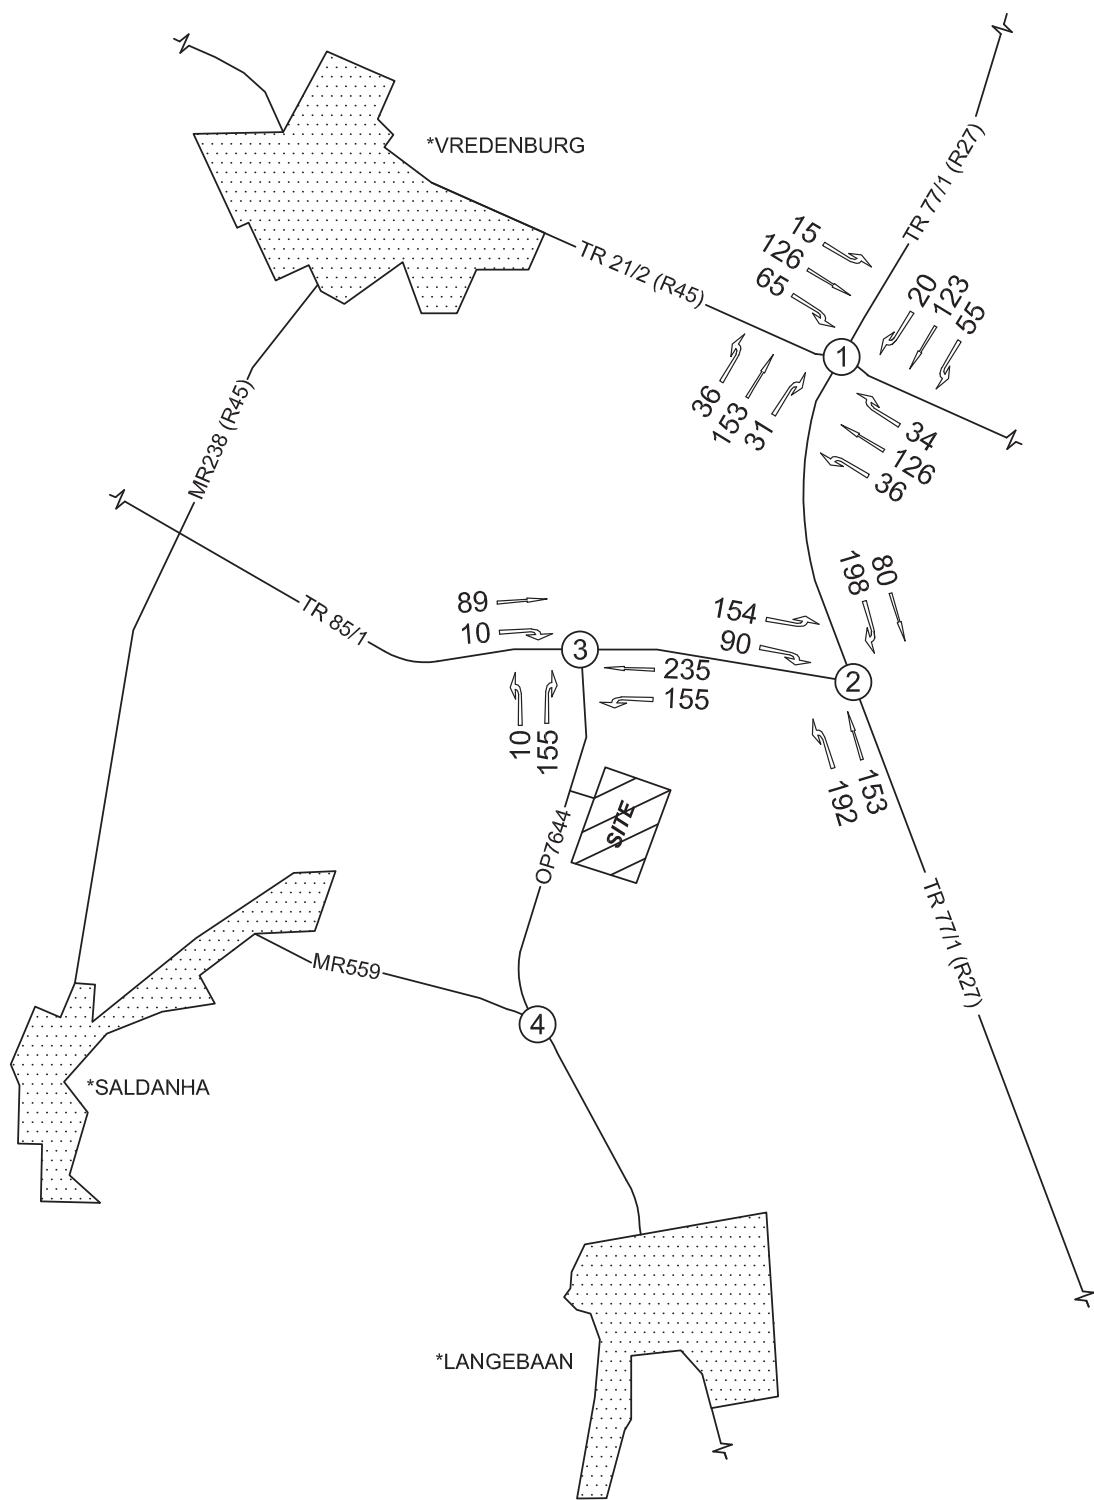 *VREDENBURG
TR 77/1 (R27)
TR 21/2 (R45)
15
126
65
20
123
55
1
36
153
31
34
126
36
MR238 (R45)
TR 85/1
89
10
3
154
90
198
80
2
235
155
10
155
192
153
SITE
OP7644
TR 77/1 (R27)
MR559
4
*SALDANHA
*LANGEBAAN